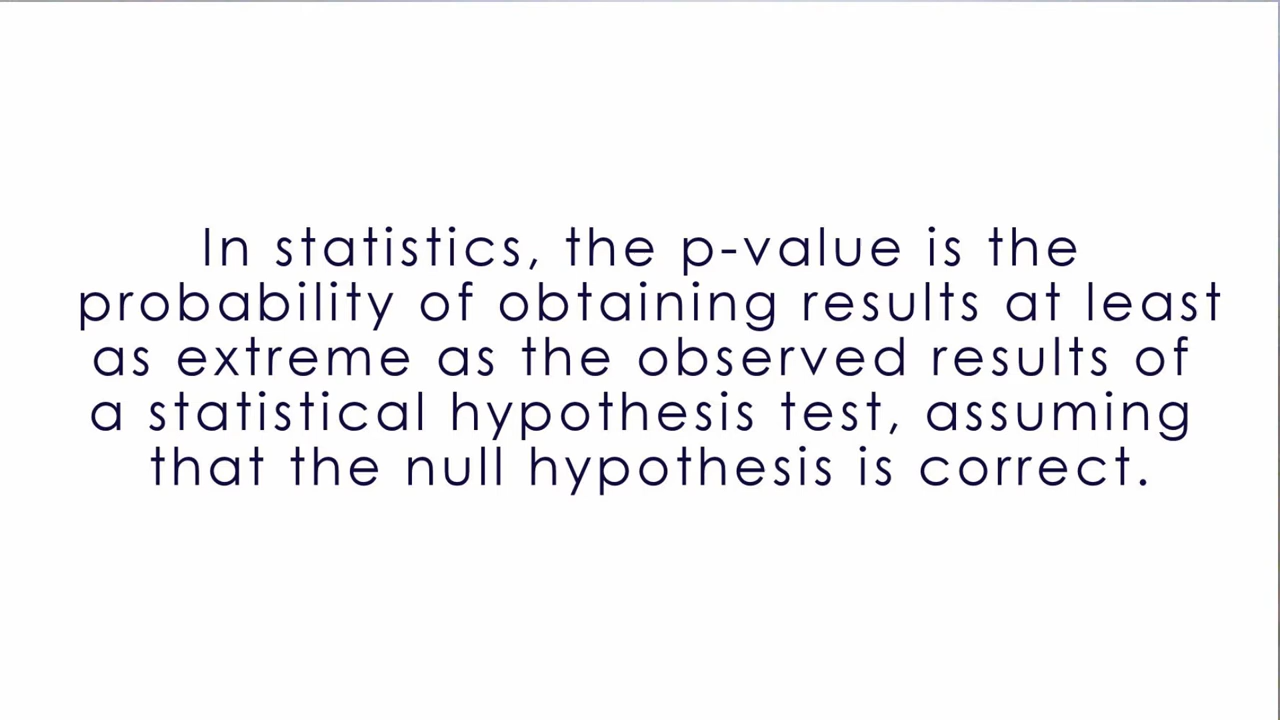 In statistics, the p-value is the
probability of obtaining results at least
as extreme as the observed results of
a statistical hypothesis test, assuming
that the null hypothesis is correct.